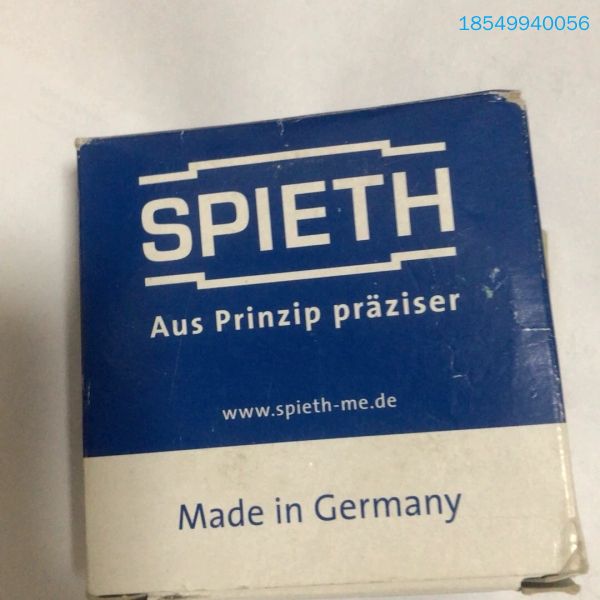 18549940056
SPIETH
Aus Prinzip präziser
www.spieth-me.de
Made in Germany